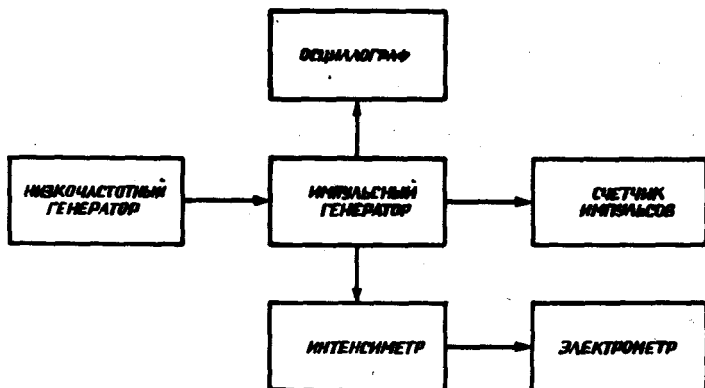 ОСЦИЛЛОГРАФ
НИЗКОЧАСТОТНЫЙ
ГЕНЕРАТОР
ИМПУЛЬСНЫЙ
ГЕНЕРАТОР
СЧЕТЧИК
ИМПУЛЬСОВ
ИНТЕНСИМЕТР
ЭЛЕКТРОМЕТР